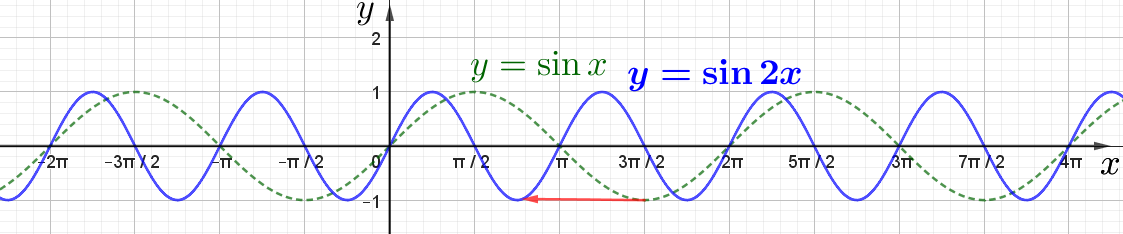 y
2
y = sin x y = sin 2x
1
−2π −3π / 2 −π −π / 2 0 π / 2 π 3π / 2 2π 5π / 2 3π 7π / 2 4π x
−1